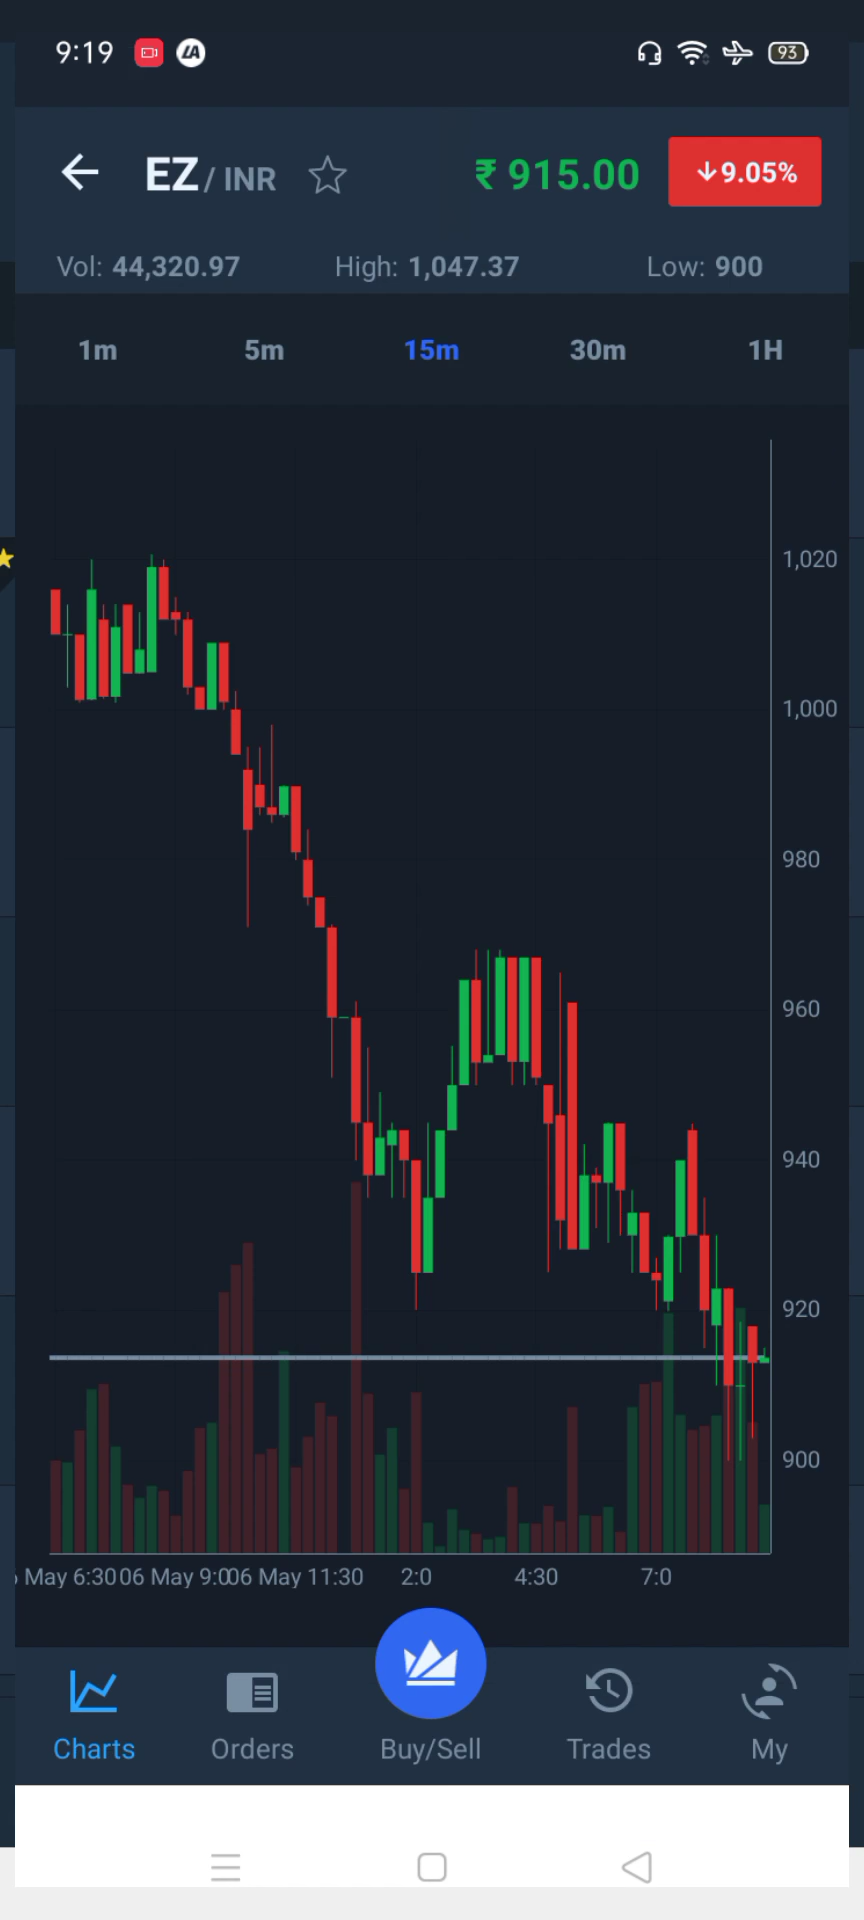 9:19 LA 93
EZ / INR ₹ 915.00 ↓9.05%
Vol: 44,320.97 High: 1,047.37 Low: 900
1m 5m 15m 30m 1H
1,020
1,000
980
960
940
920
900
May 6:30 06 May 9:0 06 May 11:30 2:0 4:30 7:0
Charts Orders Buy/Sell Trades My